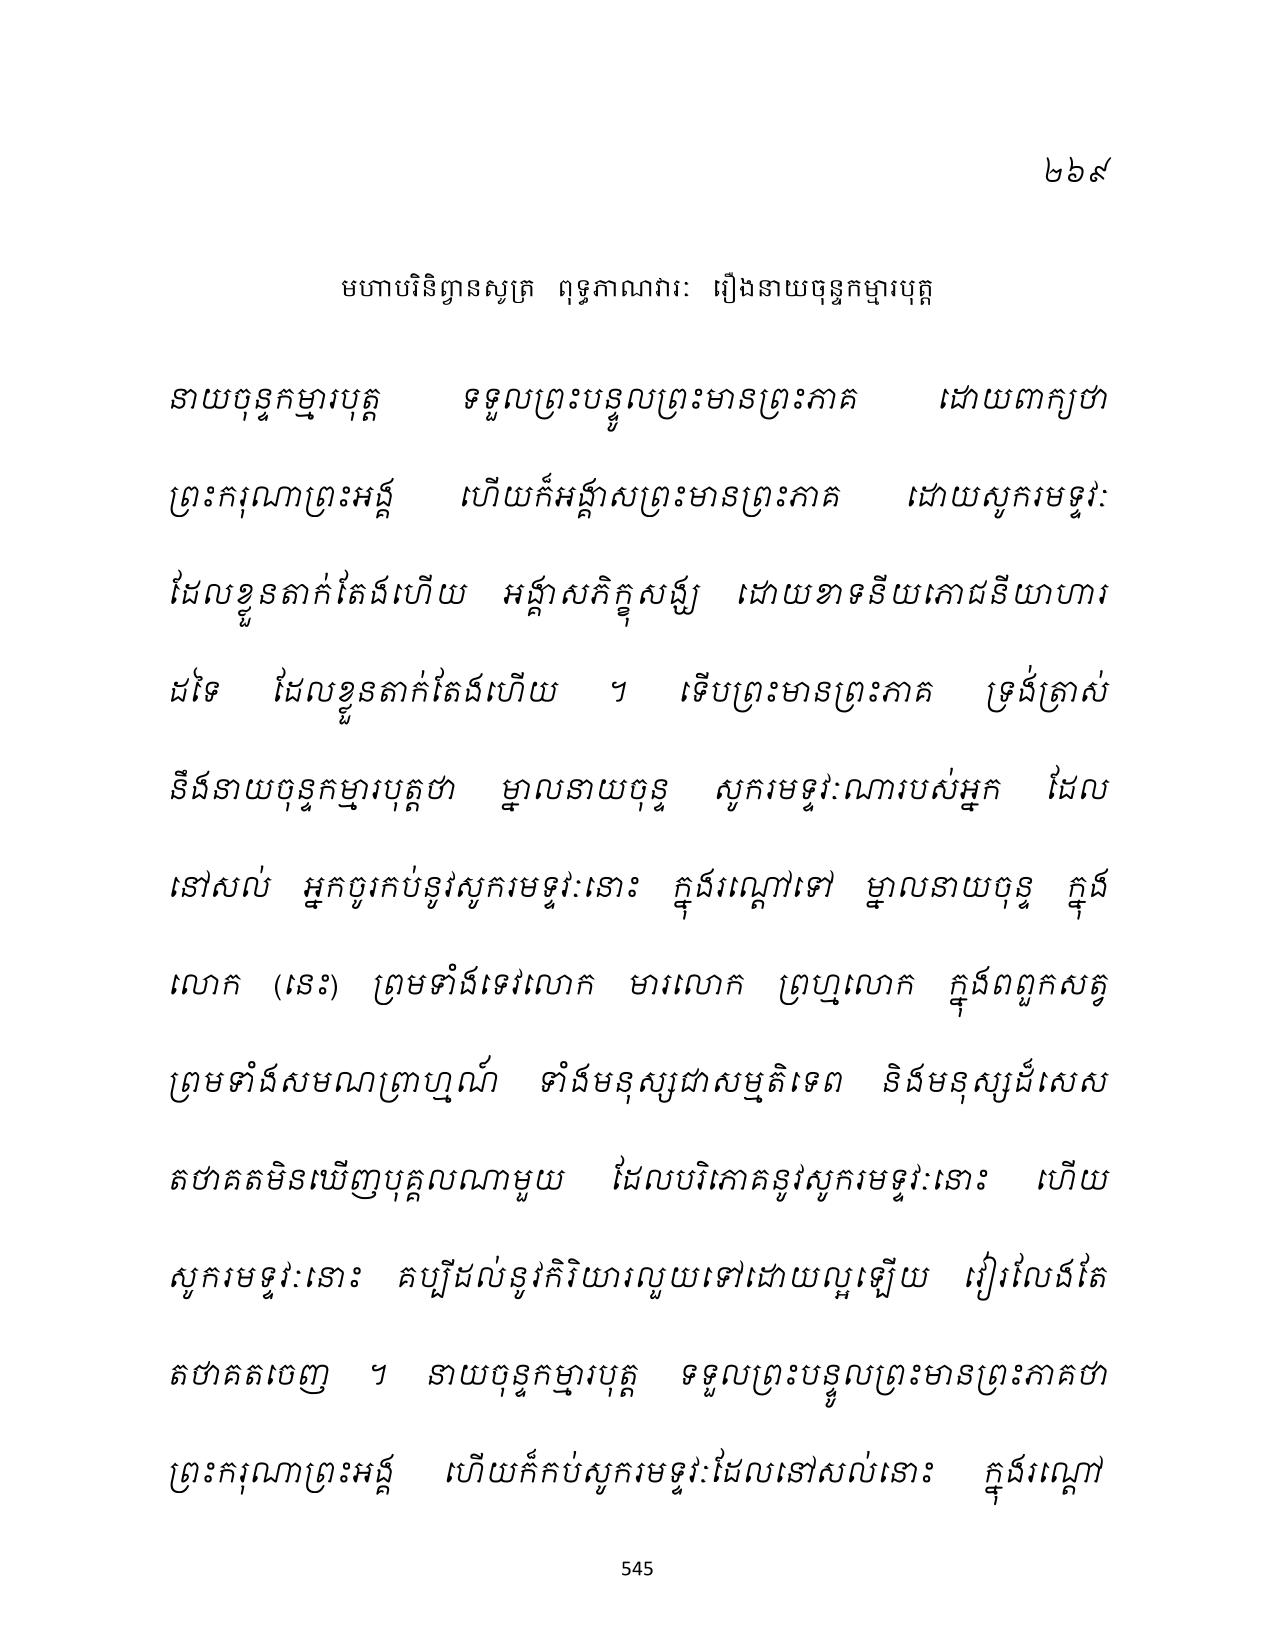 ២៦៩
មហាបរិនិព្វានសូត្រ ពុទ្ធភាណវារៈ រឿងនាយចុន្ទកម្មារបុត្ត
នាយចុន្ទកម្មារបុត្ត ទទួលព្រះបន្ទូលព្រះមានព្រះភាគ ដោយពាក្យថា
ព្រះករុណាព្រះអង្គ ហើយក៏អង្គាសព្រះមានព្រះភាគ ដោយសូករមទ្ទវៈ
ដែលខ្លួនតាក់តែងហើយ អង្គាសភិក្ខុសង្ឃ ដោយខាទនីយភោជនីយាហារ
ដទៃ ដែលខ្លួនតាក់តែងហើយ ។ ទើបព្រះមានព្រះភាគ ទ្រង់ត្រាស់
នឹងនាយចុន្ទកម្មារបុត្តថា ម្នាលនាយចុន្ទ សូករមទ្ទវៈណារបស់អ្នក ដែល
នៅសល់ អ្នកចូរកប់នូវសូករមទ្ទវៈនោះ ក្នុងរណ្តៅទៅ ម្នាលនាយចុន្ទ ក្នុង
លោក (នេះ) ព្រមទាំងទេវលោក មារលោក ព្រហ្មលោក ក្នុងពពួកសត្វ
ព្រមទាំងសមណព្រាហ្មណ៍ ទាំងមនុស្សជាសម្មតិទេព និងមនុស្សដ៏សេស
តថាគតមិនឃើញបុគ្គលណាមួយ ដែលបរិភោគនូវសូករមទ្ទវៈនោះ ហើយ
សូករមទ្ទវៈនោះ គប្បីដល់នូវកិរិយារលួយទៅដោយល្អឡើយ វៀរលែងតែ
តថាគតចេញ ។ នាយចុន្ទកម្មារបុត្ត ទទួលព្រះបន្ទូលព្រះមានព្រះភាគថា
ព្រះករុណាព្រះអង្គ ហើយក៏កប់សូករមទ្ទវៈដែលនៅសល់នោះ ក្នុងរណ្តៅ
545